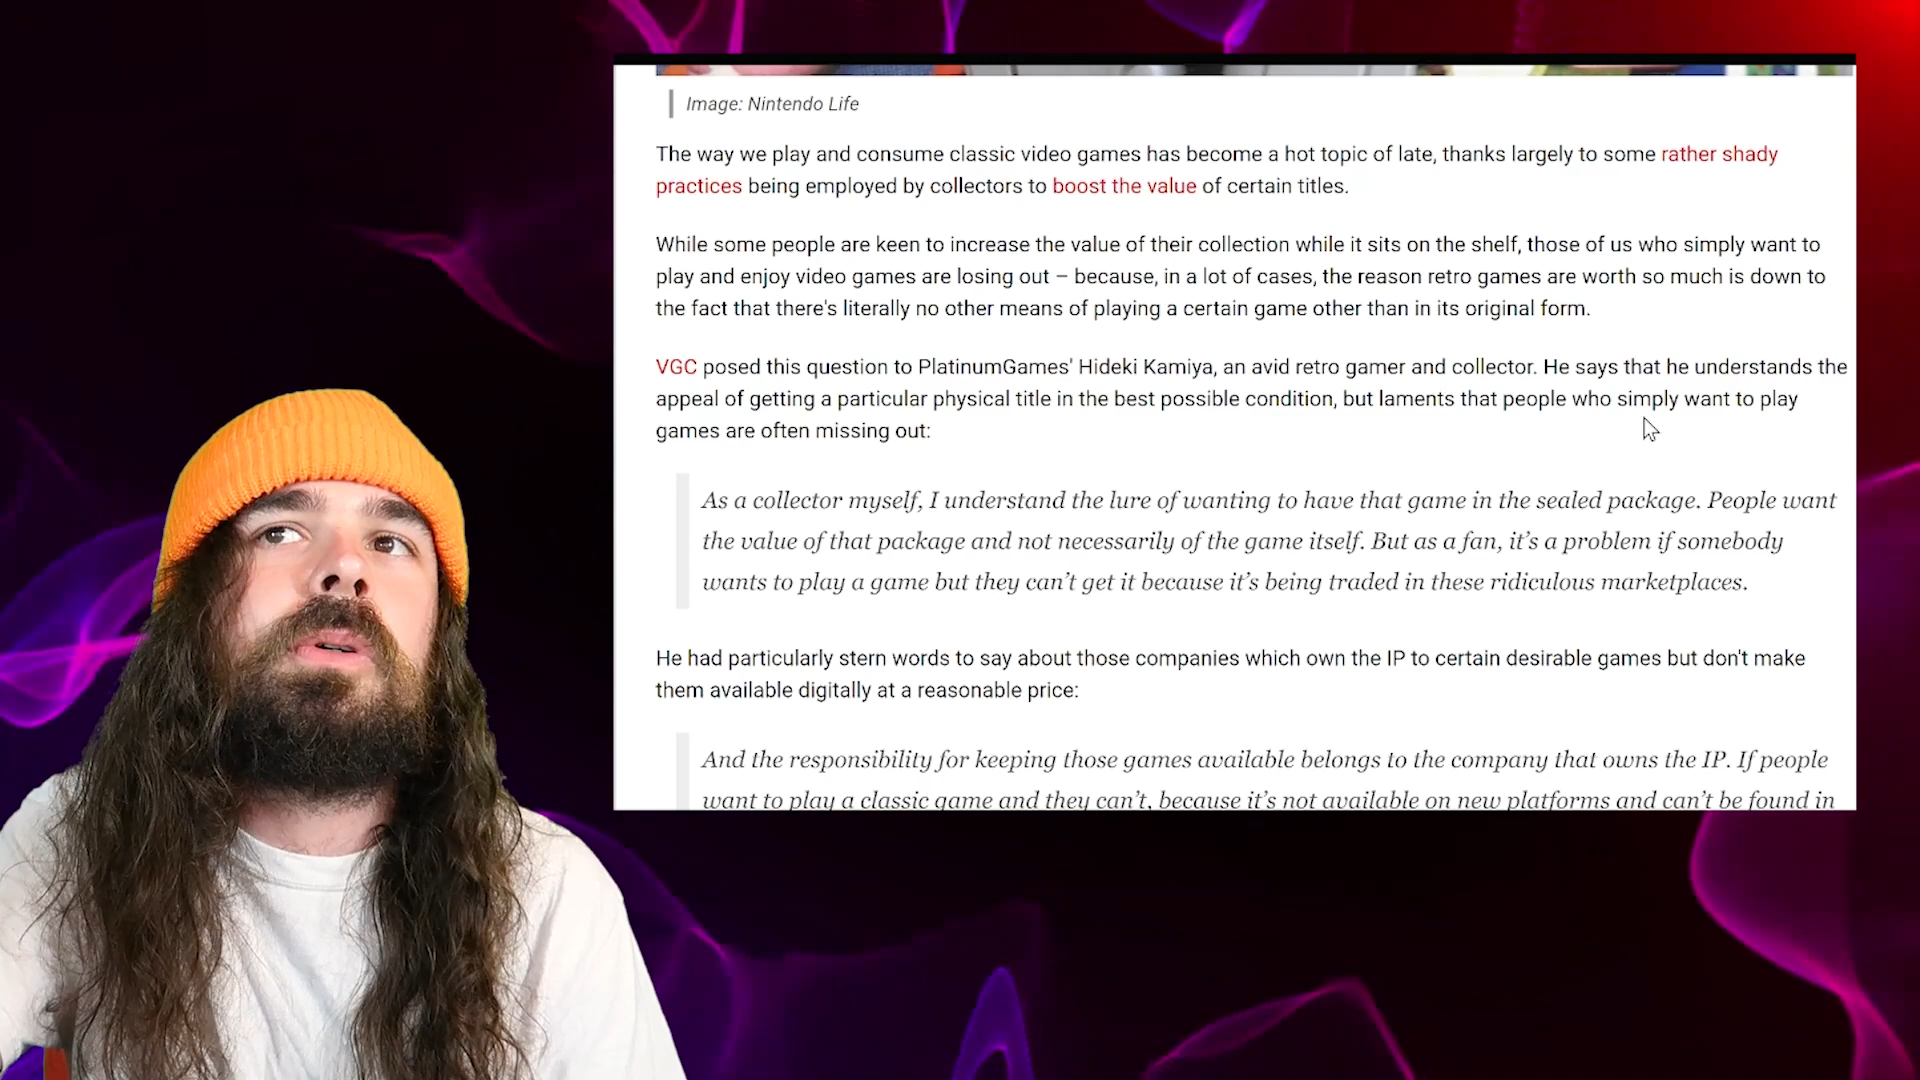 Image: Nintendo Life
The way we play and consume classic video games has become a hot topic of late, thanks largely to some rather shady
practices being employed by collectors to boost the value of certain titles.
While some people are keen to increase the value of their collection while it sits on the shelf, those of us who simply want to
play and enjoy video games are losing out – because, in a lot of cases, the reason retro games are worth so much is down to
the fact that there's literally no other means of playing a certain game other than in its original form.
VGC posed this question to PlatinumGames' Hideki Kamiya, an avid retro gamer and collector. He says that he understands the
appeal of getting a particular physical title in the best possible condition, but laments that people who simply want to play
games are often missing out:
As a collector myself, I understand the lure of wanting to have that game in the sealed package. People want
the value of that package and not necessarily of the game itself. But as a fan, it’s a problem if somebody
wants to play a game but they can’t get it because it’s being traded in these ridiculous marketplaces.
He had particularly stern words to say about those companies which own the IP to certain desirable games but don't make
them available digitally at a reasonable price:
And the responsibility for keeping those games available belongs to the company that owns the IP. If people
want to play a classic game and they can’t, because it’s not available on new platforms and can’t be found in